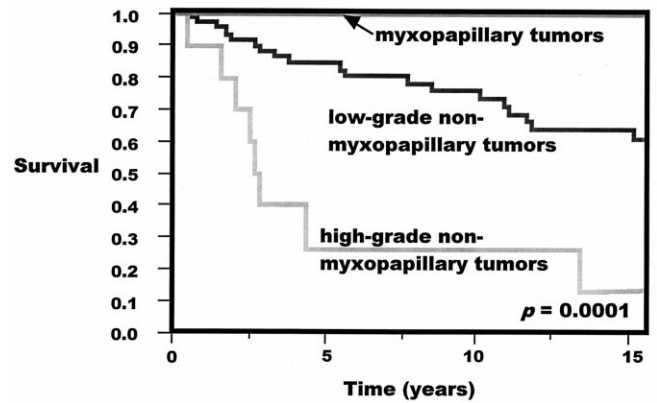 1.0
0.9
0.8
0.7
0.6
0.5
0.4
0.3
0.2
0.1
0.0
Survival
myxopapillary tumors
low-grade non-
myxopapillary tumors
high-grade non-
myxopapillary tumors
p = 0.0001
0
5
10
15
Time (years)